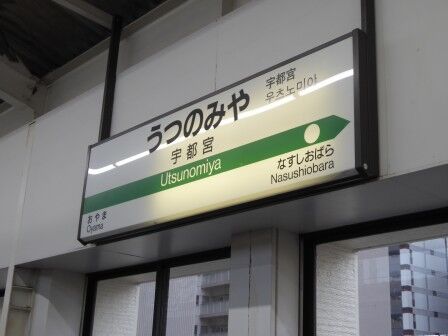 うつのみや
宇都宮
우츠노미야
宇都宮
Utsunomiya
なすしおばら
Nasushiobara
おやま
Oyama